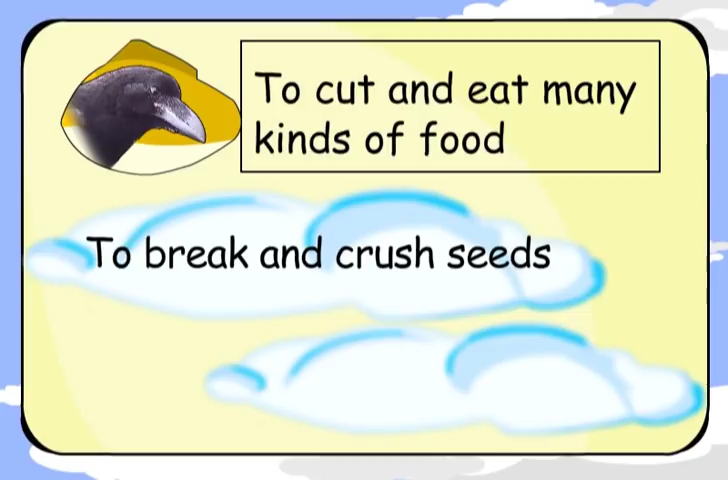 To cut and eat many
kinds of food
To break and crush seeds